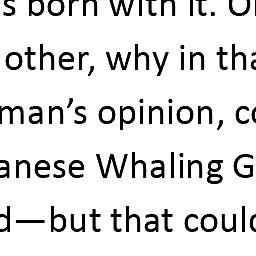 s born with it. O
other, why in tha
man’s opinion, co
anese Whaling G
d—but that could